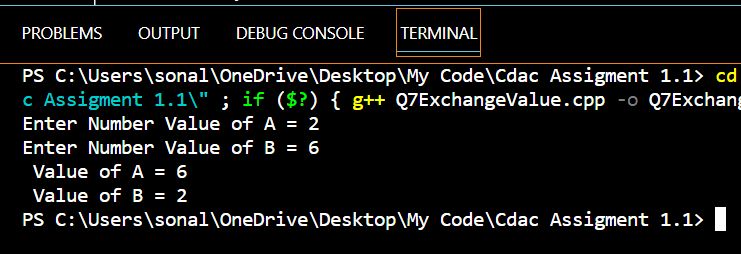 PROBLEMS OUTPUT DEBUG CONSOLE TERMINAL
PS C:\Users\sonal\OneDrive\Desktop\My Code\Cdac Assigment 1.1> cd
c Assigment 1.1\" ; if ($?) { g++ Q7ExchangeValue.cpp -o Q7Exchang
Enter Number Value of A = 2
Enter Number Value of B = 6
 Value of A = 6
 Value of B = 2
PS C:\Users\sonal\OneDrive\Desktop\My Code\Cdac Assigment 1.1>